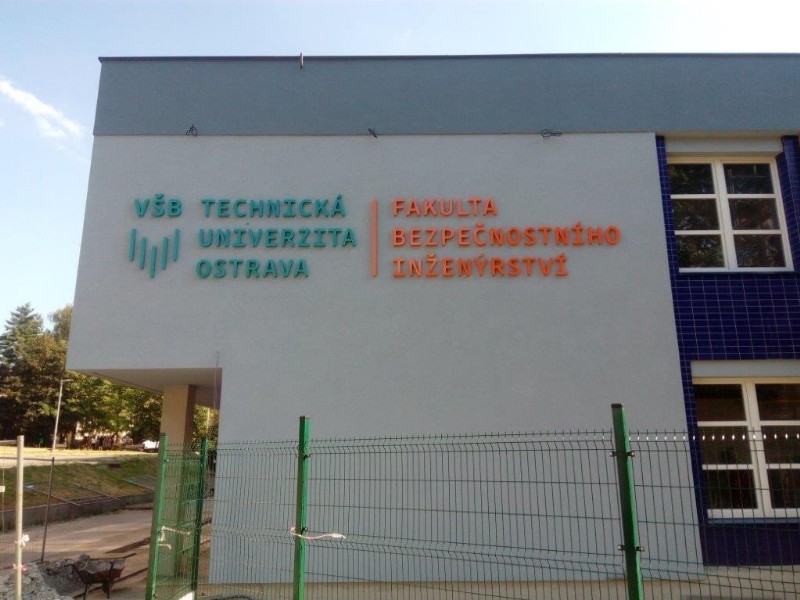 VŠB TECHNICKÁ
UNIVERZITA
OSTRAVA
FAKULTA
BEZPEČNOSTNÍHO
INŽENÝRSTVÍ